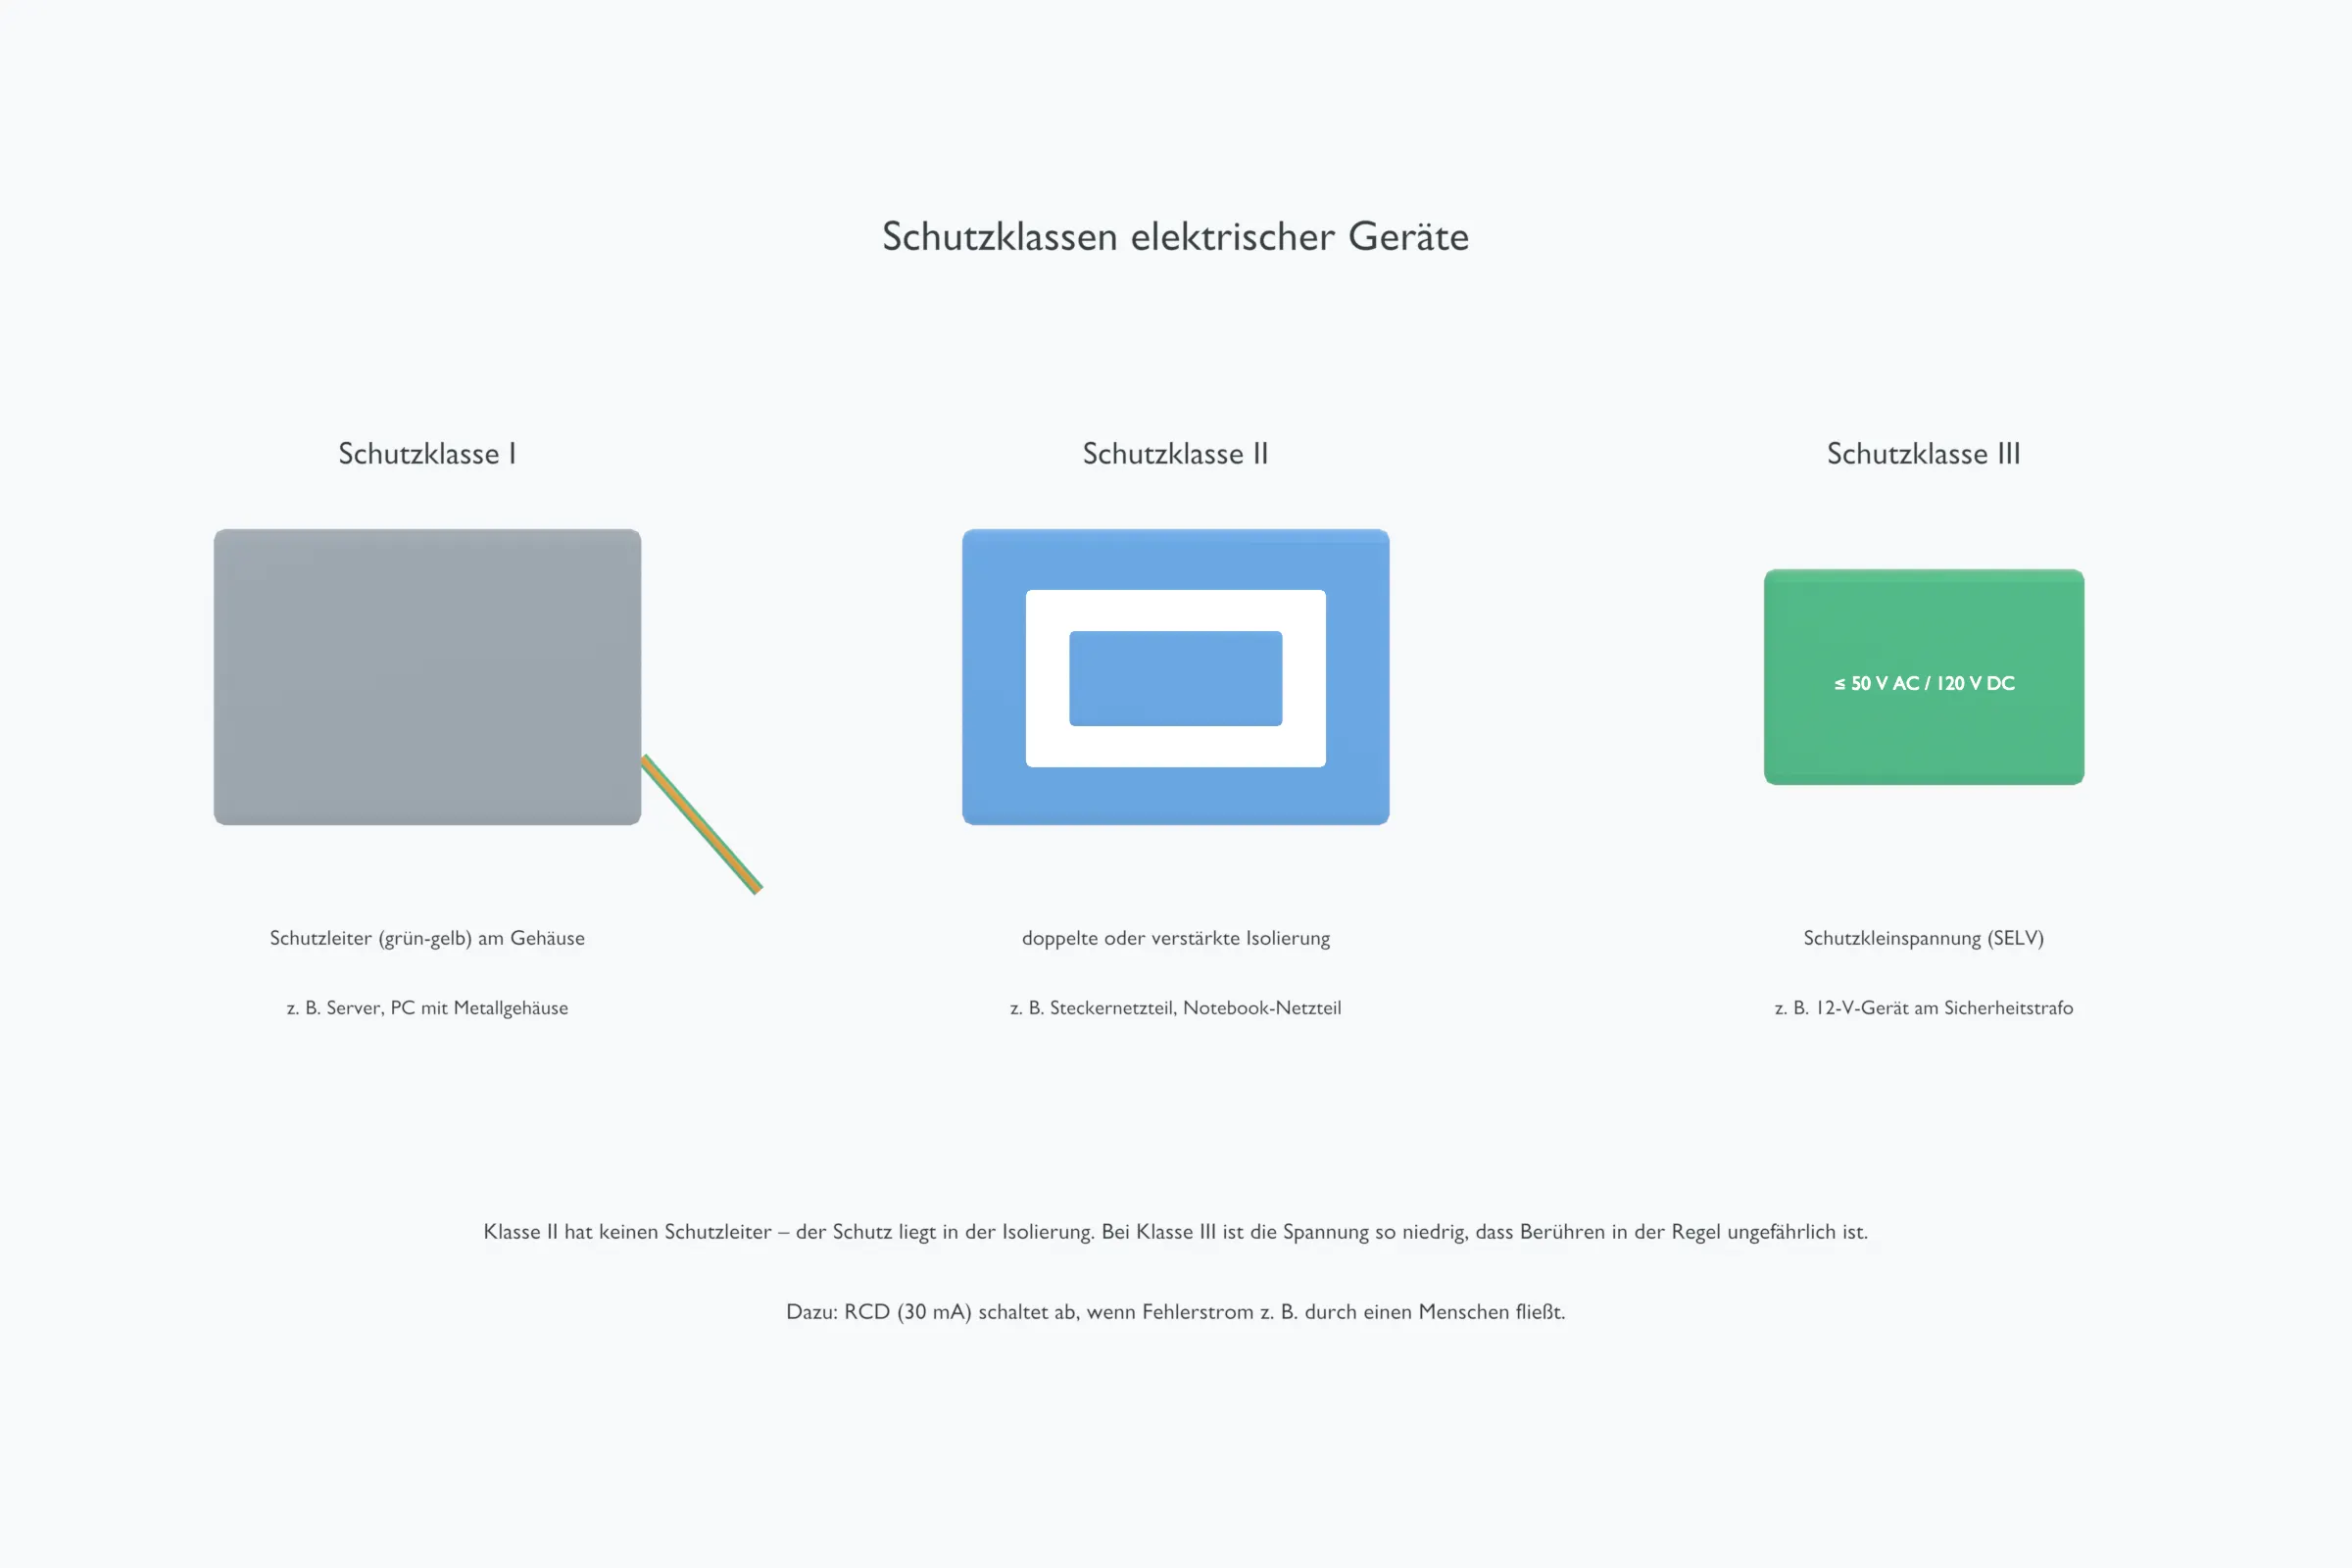 Schutzklassen elektrischer Geräte
Schutzklasse I
Schutzklasse II
Schutzklasse III
≤ 50 V AC / 120 V DC
Schutzleiter (grün-gelb) am Gehäuse
doppelte oder verstärkte Isolierung
Schutzkleinspannung (SELV)
z. B. Server, PC mit Metallgehäuse
z. B. Steckernetzteil, Notebook-Netzteil
z. B. 12-V-Gerät am Sicherheitstrafo
Klasse II hat keinen Schutzleiter – der Schutz liegt in der Isolierung. Bei Klasse III ist die Spannung so niedrig, dass Berühren in der Regel ungefährlich ist.
Dazu: RCD (30 mA) schaltet ab, wenn Fehlerstrom z. B. durch einen Menschen fließt.